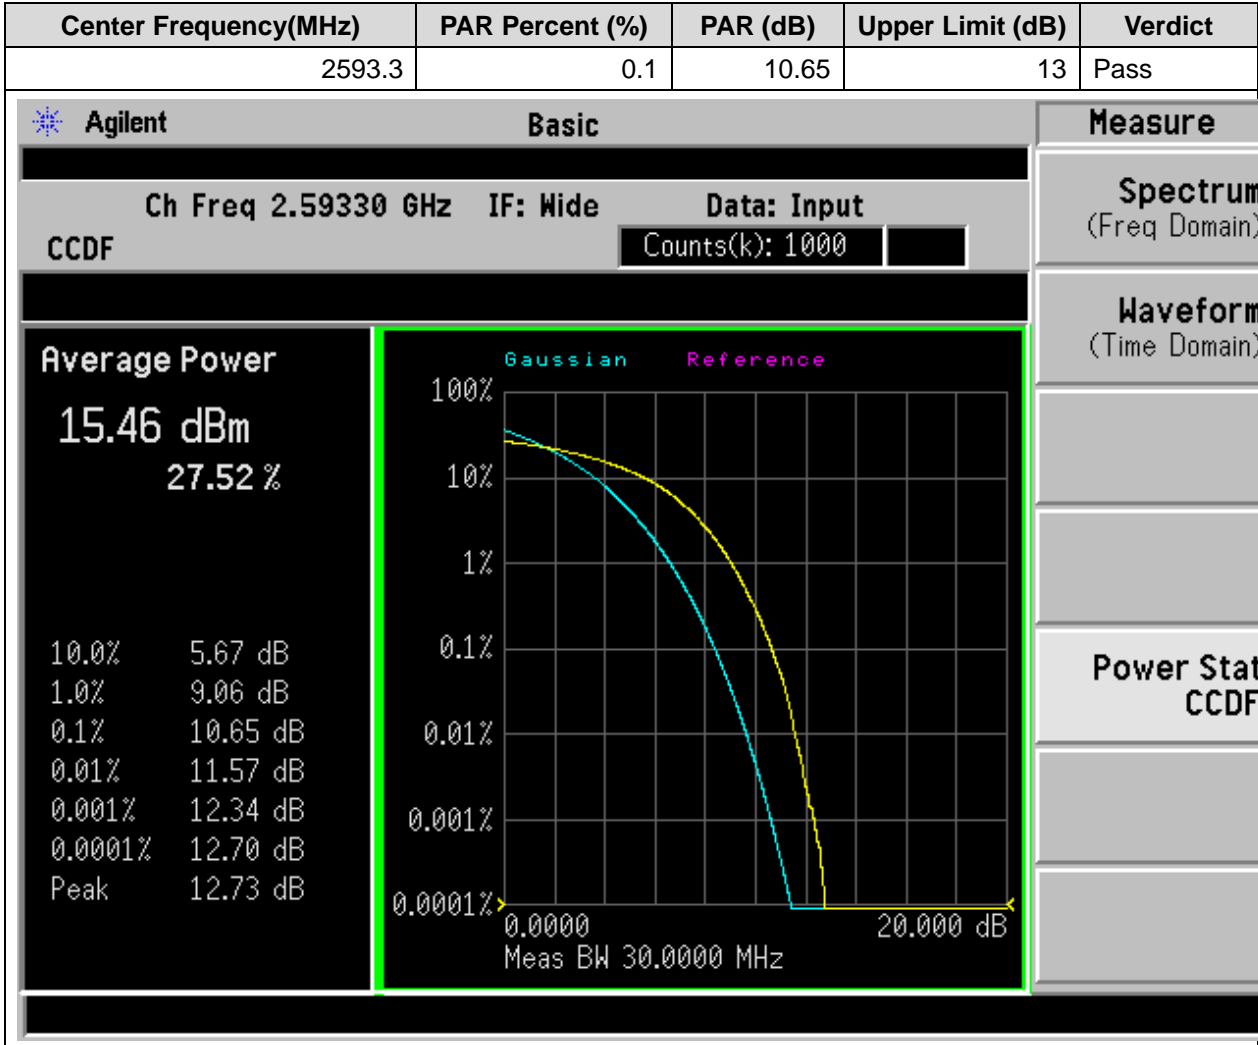 Center Frequency(MHz) PAR Percent (%) PAR (dB) Upper Limit (dB) Verdict
2593.3 0.1 10.65 13 Pass
Agilent Basic Measure
Ch Freq 2.59330 GHz IF: Wide Data: Input
CCDF Counts(k): 1000
Average Power
15.46 dBm
27.52 %
10.0% 5.67 dB
1.0% 9.06 dB
0.1% 10.65 dB
0.01% 11.57 dB
0.001% 12.34 dB
0.0001% 12.70 dB
Peak 12.73 dB
Gaussian Reference
100%
10%
1%
0.1%
0.01%
0.001%
0.0001%
0.0000 20.000 dB
Meas BW 30.0000 MHz
Spectrum
(Freq Domain)
Waveform
(Time Domain)
Power Stat
CCDF